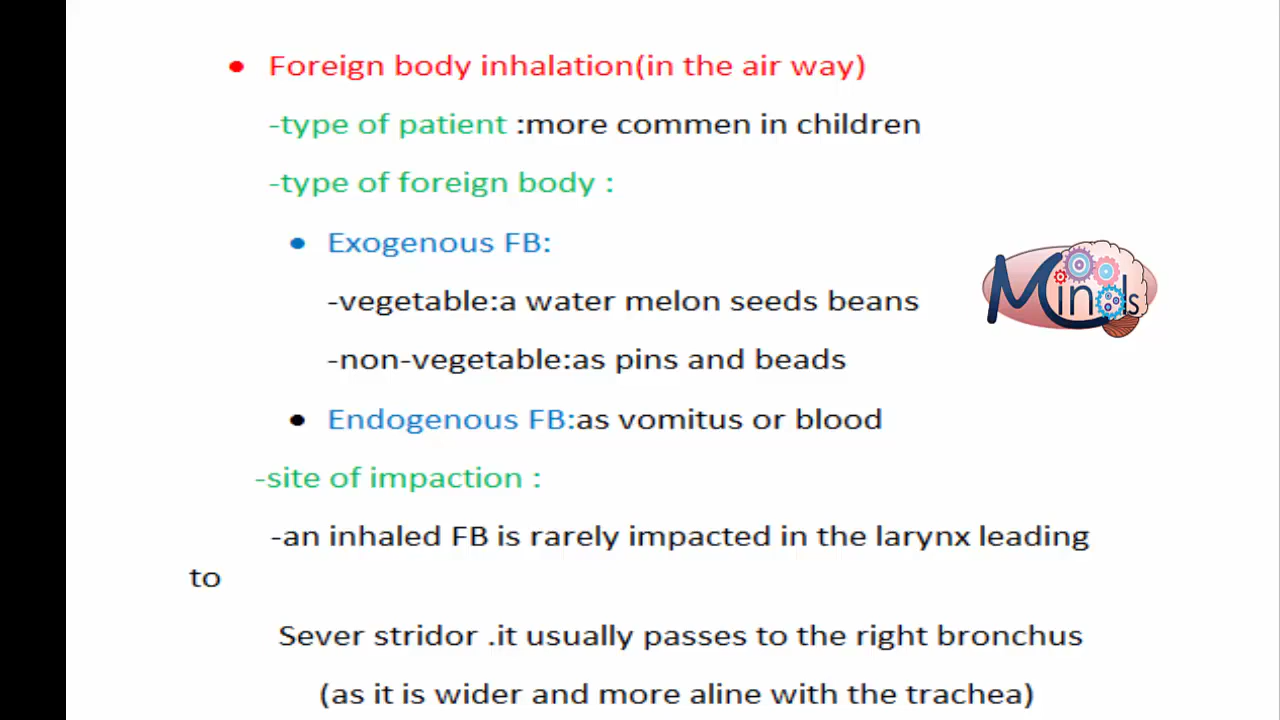 • Foreign body inhalation(in the air way)
-type of patient :more commen in children
-type of foreign body :
• Exogenous FB:
-vegetable:a water melon seeds beans
Minds
-non-vegetable:as pins and beads
• Endogenous FB:as vomitus or blood
-site of impaction :
-an inhaled FB is rarely impacted in the larynx leading
to
Sever stridor .it usually passes to the right bronchus
(as it is wider and more aline with the trachea)